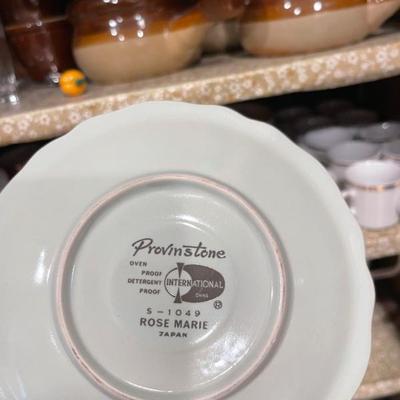 Provinstone
OVEN
PROOF
DETERGENT
PROOF
INTERNATIONAL
CHINA
®
S-1049
ROSE MARIE
JAPAN